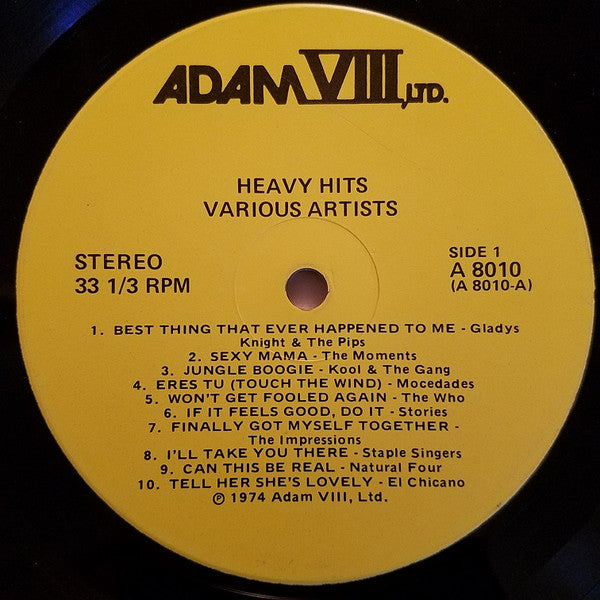 ADAM VIII, LTD.
HEAVY HITS
VARIOUS ARTISTS
STEREO
33 1/3 RPM
SIDE 1
A 8010
(A 8010-A)
1. BEST THING THAT EVER HAPPENED TO ME - Gladys
Knight & The Pips
2. SEXY MAMA - The Moments
3. JUNGLE BOOGIE - Kool & The Gang
4. ERES TU (TOUCH THE WIND) - Mocedades
5. WON'T GET FOOLED AGAIN - The Who
6. IF IT FEELS GOOD, DO IT - Stories
7. FINALLY GOT MYSELF TOGETHER -
The Impressions
8. I'LL TAKE YOU THERE - Staple Singers
9. CAN THIS BE REAL - Natural Four
10. TELL HER SHE'S LOVELY - El Chicano
℗ 1974 Adam VIII, Ltd.